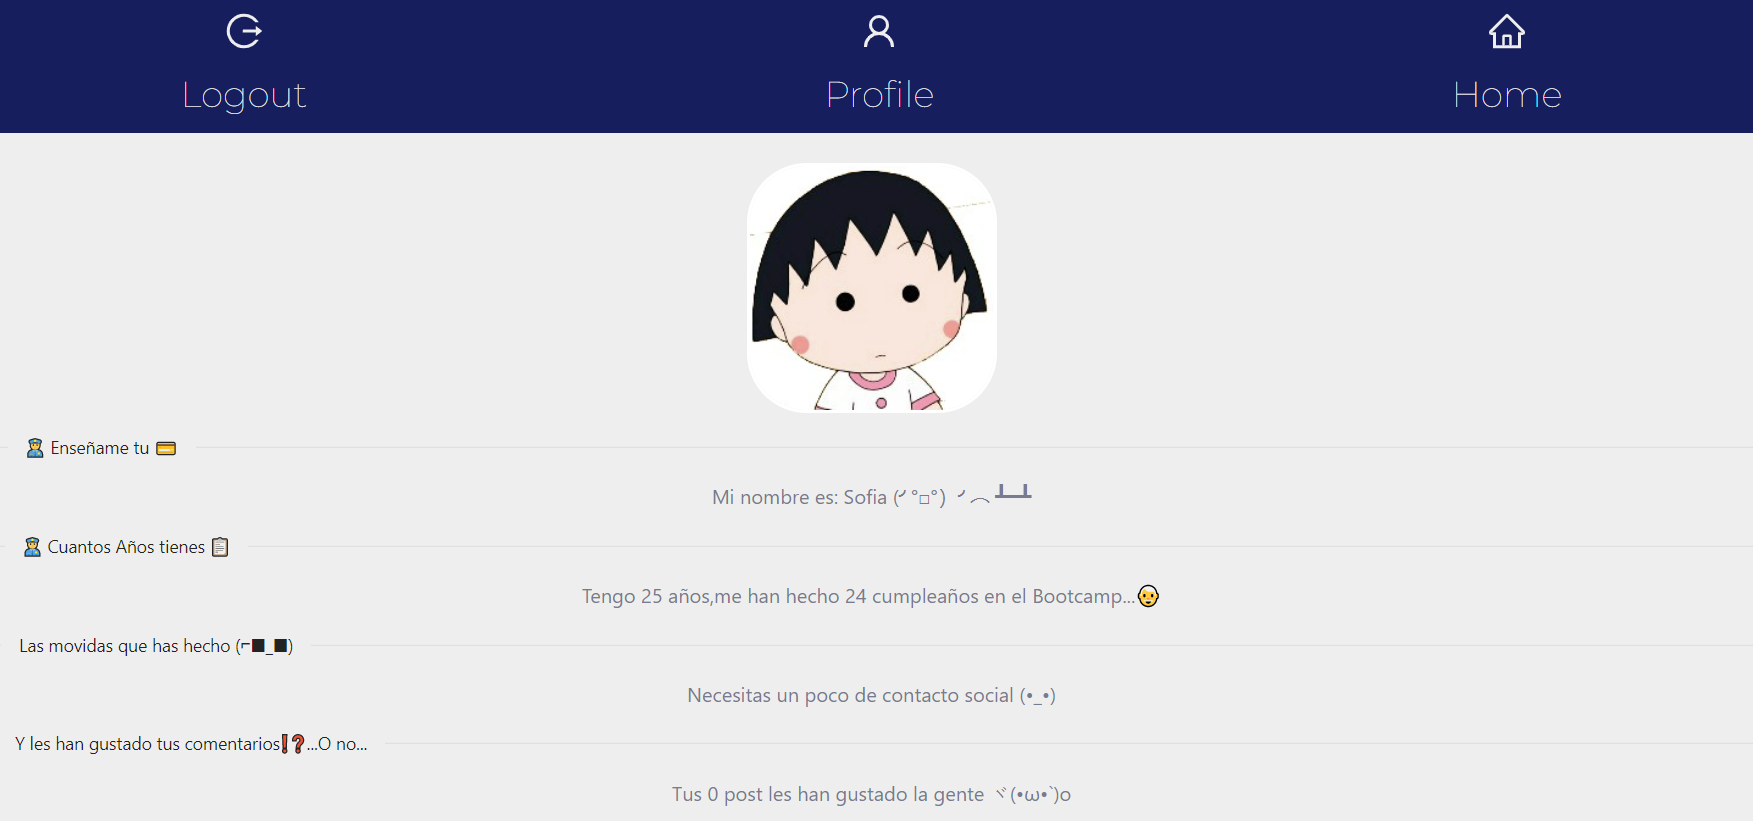 Logout Profile Home
👮 Enseñame tu 💳
Mi nombre es: Sofia (╯°□°）╯︵ ┻━┻
👮 Cuantos Años tienes 📋
Tengo 25 años,me han hecho 24 cumpleaños en el Bootcamp...👴
Las movidas que has hecho (⌐■_■)
Necesitas un poco de contacto social (•_•)
Y les han gustado tus comentarios❗❓...O no...
Tus 0 post les han gustado la gente ヾ(•ω•`)o